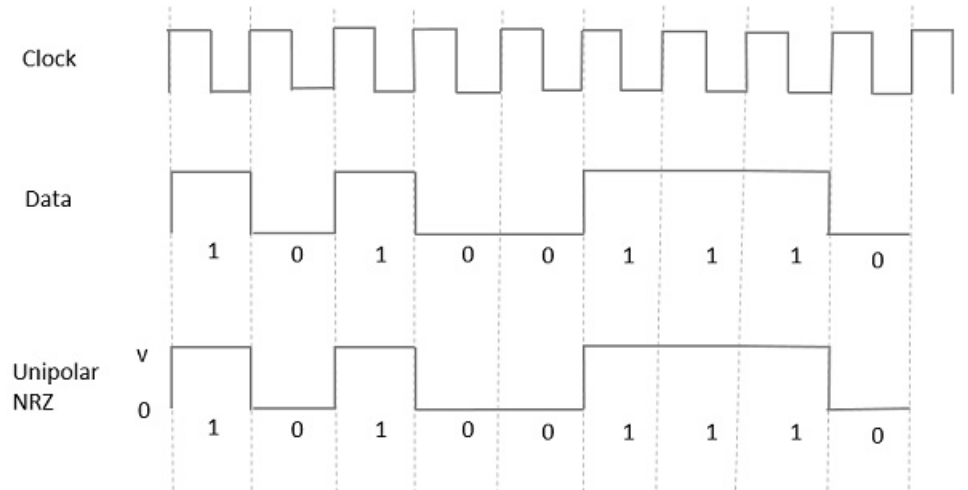 Clock
Data
1 0 1 0 0 1 1 1 0
v
Unipolar
NRZ
0
1 0 1 0 0 1 1 1 0